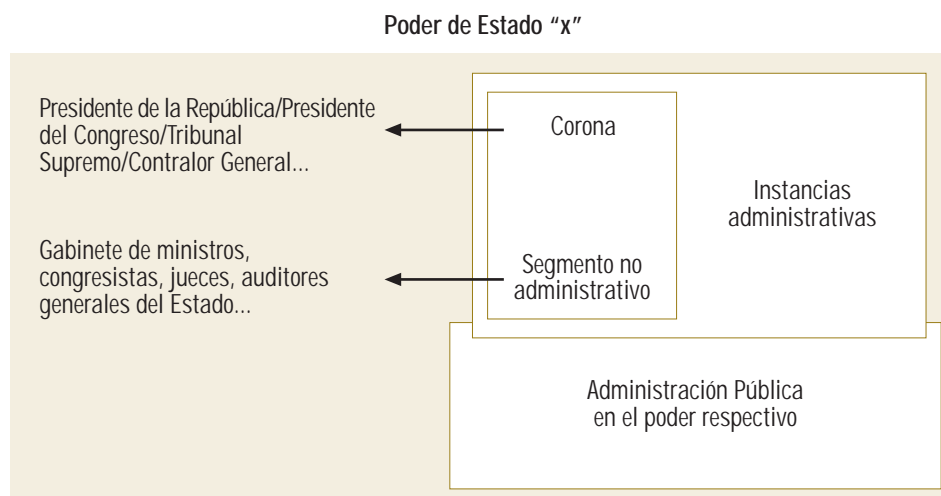 Poder de Estado “x”
Presidente de la República/Presidente
del Congreso/Tribunal
Supremo/Contralor General...
Corona
Instancias
administrativas
Gabinete de ministros,
congresistas, jueces, auditores
generales del Estado...
Segmento no
administrativo
Administración Pública
en el poder respectivo